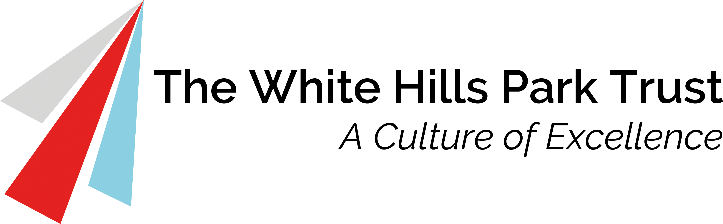 The White Hills Park Trust
A Culture of Excellence